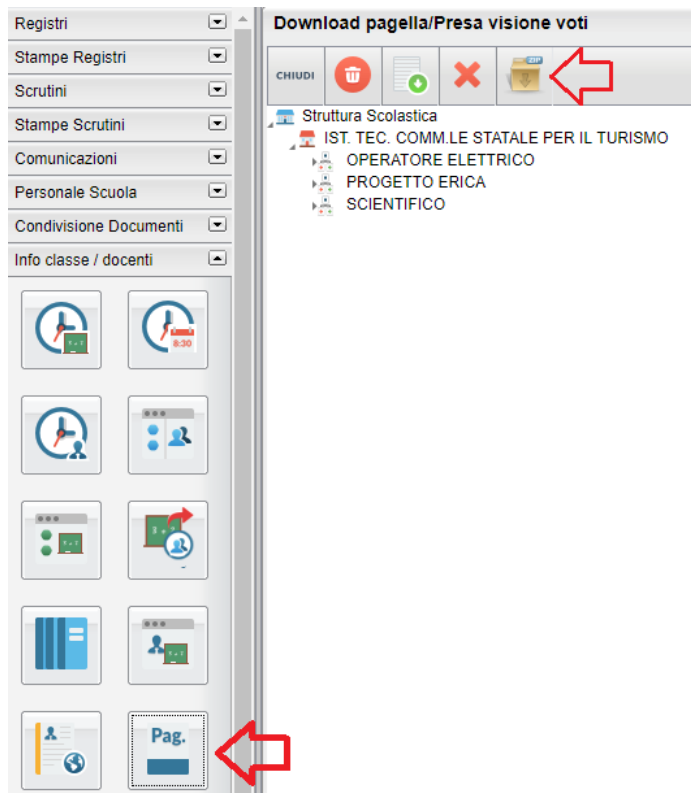 Registri
Stampe Registri
Scrutini
Stampe Scrutini
Comunicazioni
Personale Scuola
Condivisione Documenti
Info classe / docenti
8:30
Pag.
Download pagella/Presa visione voti
CHIUDI
ZIP
Struttura Scolastica
IST. TEC. COMM.LE STATALE PER IL TURISMO
OPERATORE ELETTRICO
PROGETTO ERICA
SCIENTIFICO